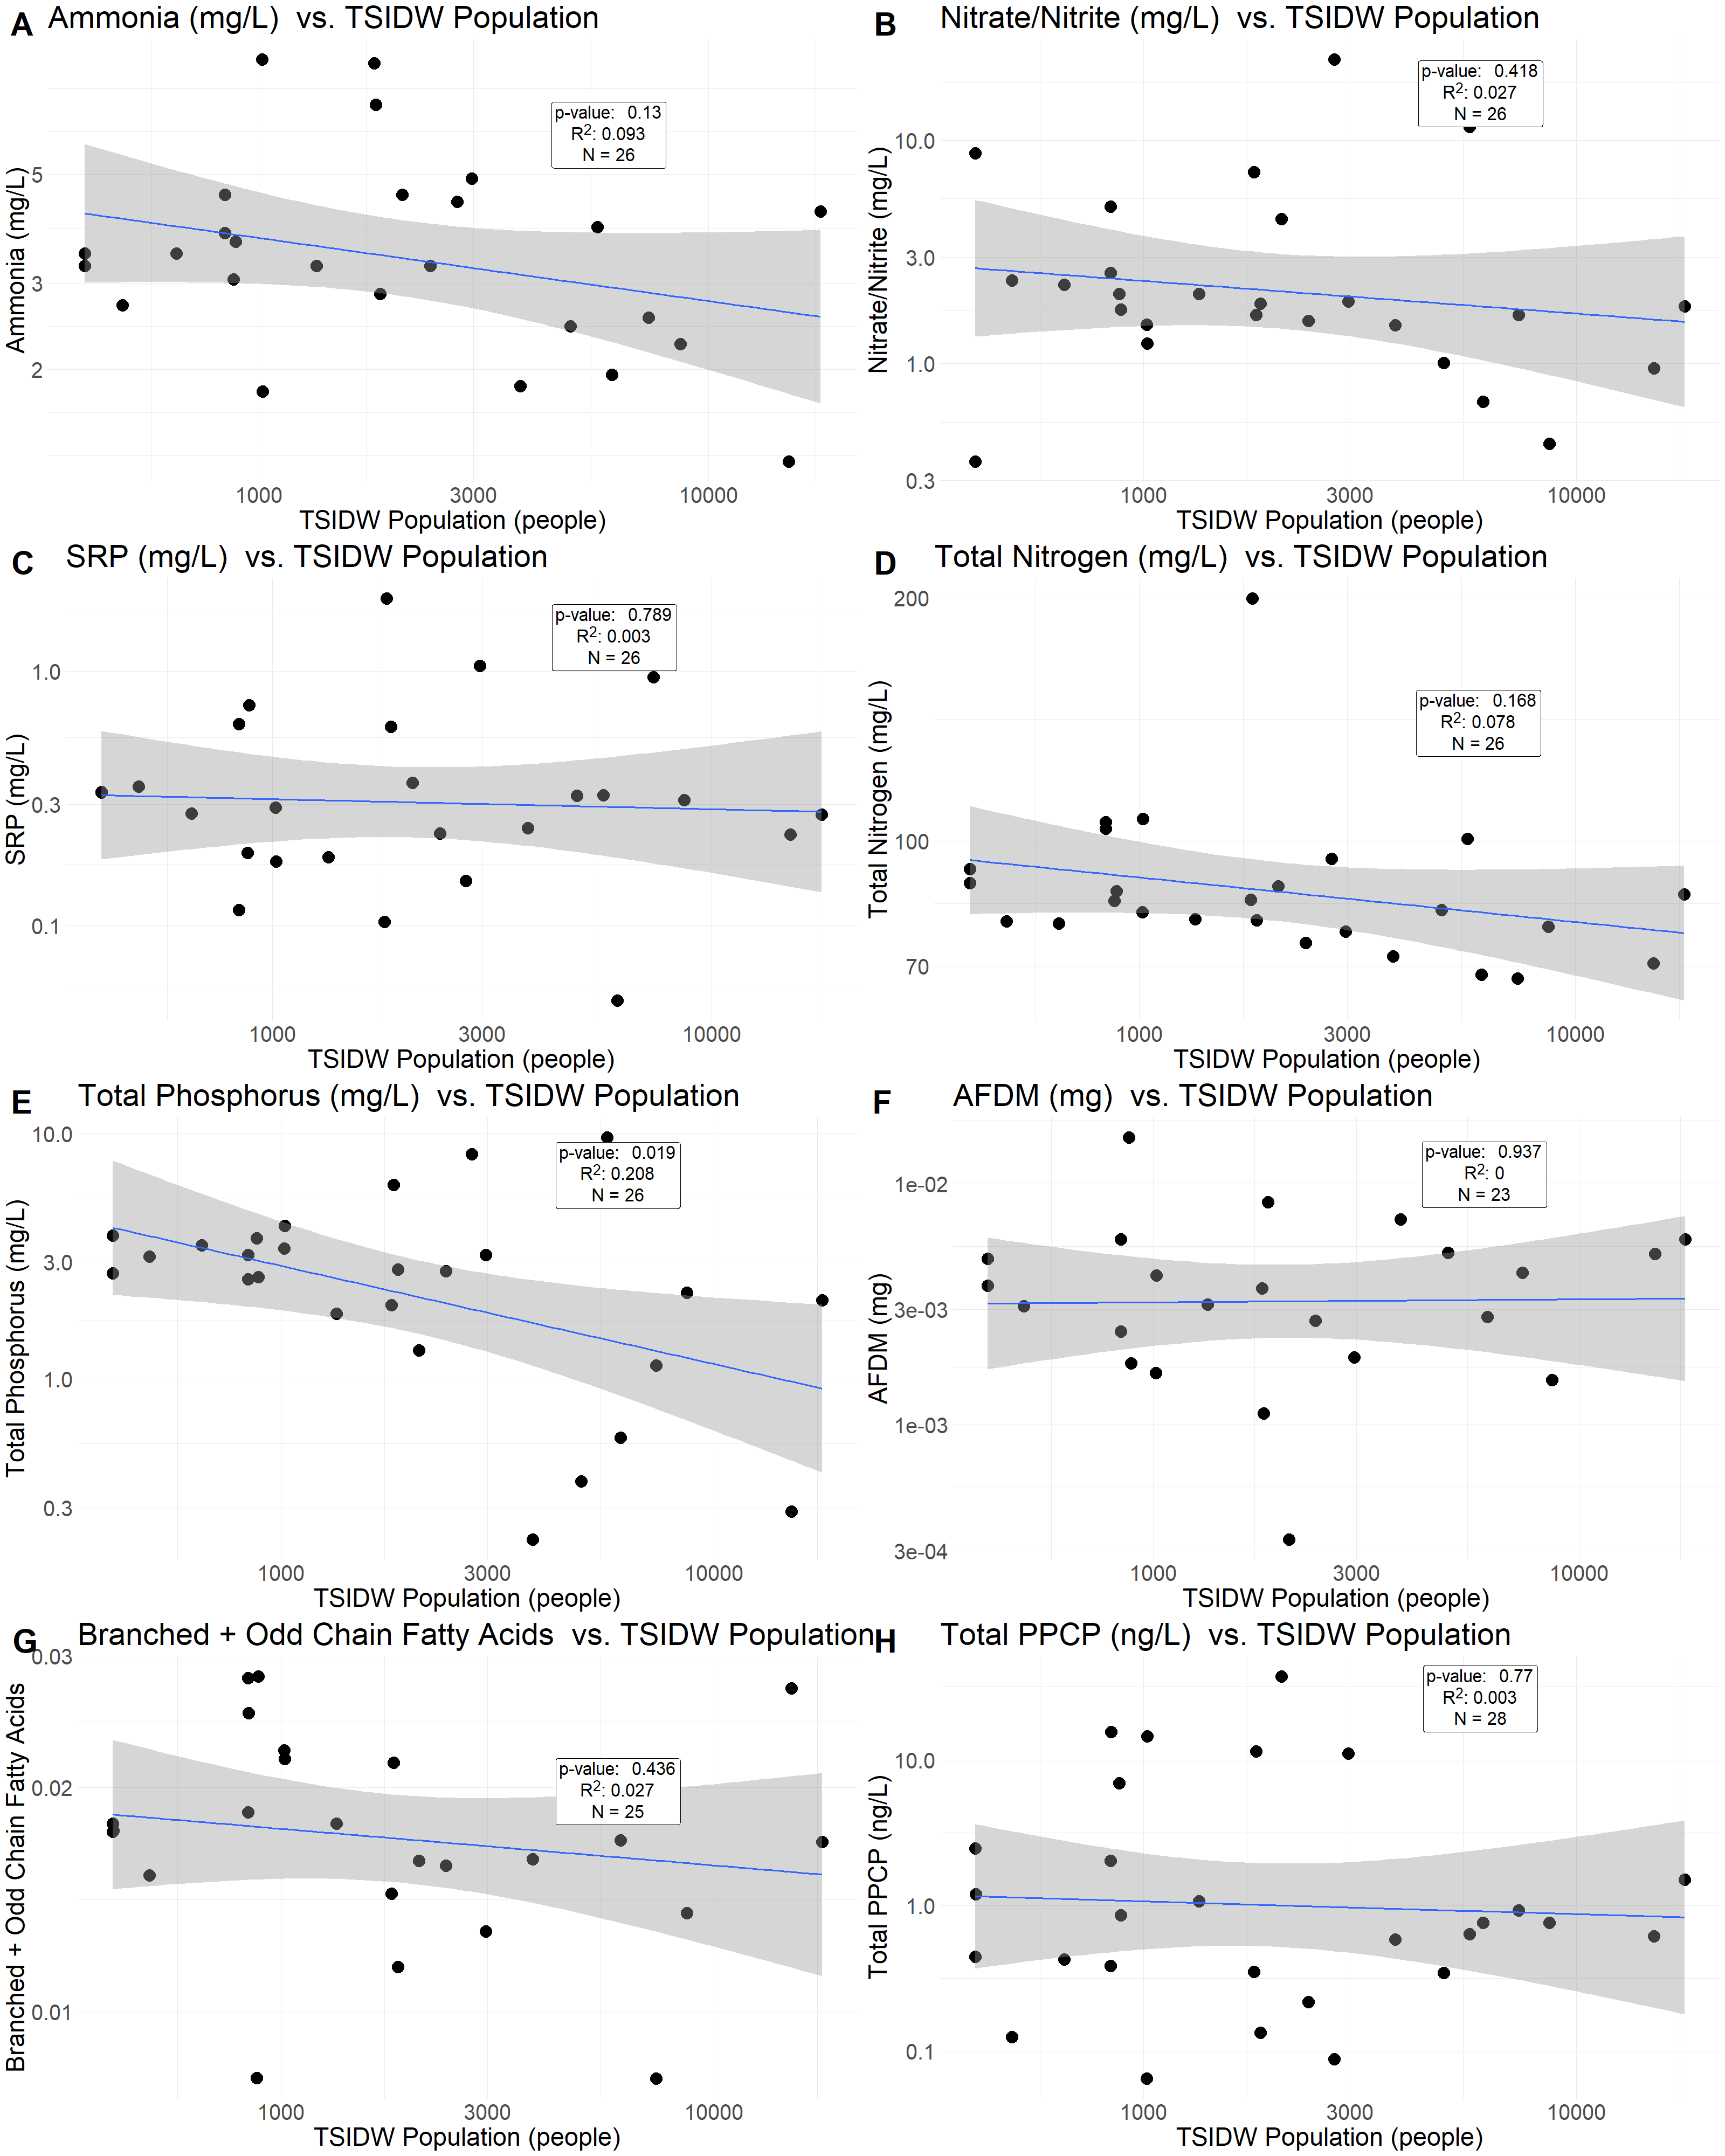 A Ammonia (mg/L) vs. TSIDW Population
p-value: 0.13
R2: 0.093
N = 26
Ammonia (mg/L)
5
3
2
1000 3000 10000
TSIDW Population (people)
B Nitrate/Nitrite (mg/L) vs. TSIDW Population
p-value: 0.418
R2: 0.027
N = 26
Nitrate/Nitrite (mg/L)
10.0
3.0
1.0
0.3
1000 3000 10000
TSIDW Population (people)
C SRP (mg/L) vs. TSIDW Population
p-value: 0.789
R2: 0.003
N = 26
SRP (mg/L)
1.0
0.3
0.1
1000 3000 10000
TSIDW Population (people)
D Total Nitrogen (mg/L) vs. TSIDW Population
p-value: 0.168
R2: 0.078
N = 26
Total Nitrogen (mg/L)
200
100
70
1000 3000 10000
TSIDW Population (people)
E Total Phosphorus (mg/L) vs. TSIDW Population
p-value: 0.019
R2: 0.208
N = 26
Total Phosphorus (mg/L)
10.0
3.0
1.0
0.3
1000 3000 10000
TSIDW Population (people)
F AFDM (mg) vs. TSIDW Population
p-value: 0.937
R2: 0
N = 23
AFDM (mg)
1e-02
3e-03
1e-03
3e-04
1000 3000 10000
TSIDW Population (people)
G Branched + Odd Chain Fatty Acids vs. TSIDW Population
p-value: 0.436
R2: 0.027
N = 25
Branched + Odd Chain Fatty Acids
0.03
0.02
0.01
1000 3000 10000
TSIDW Population (people)
H Total PPCP (ng/L) vs. TSIDW Population
p-value: 0.77
R2: 0.003
N = 28
Total PPCP (ng/L)
10.0
1.0
0.1
1000 3000 10000
TSIDW Population (people)